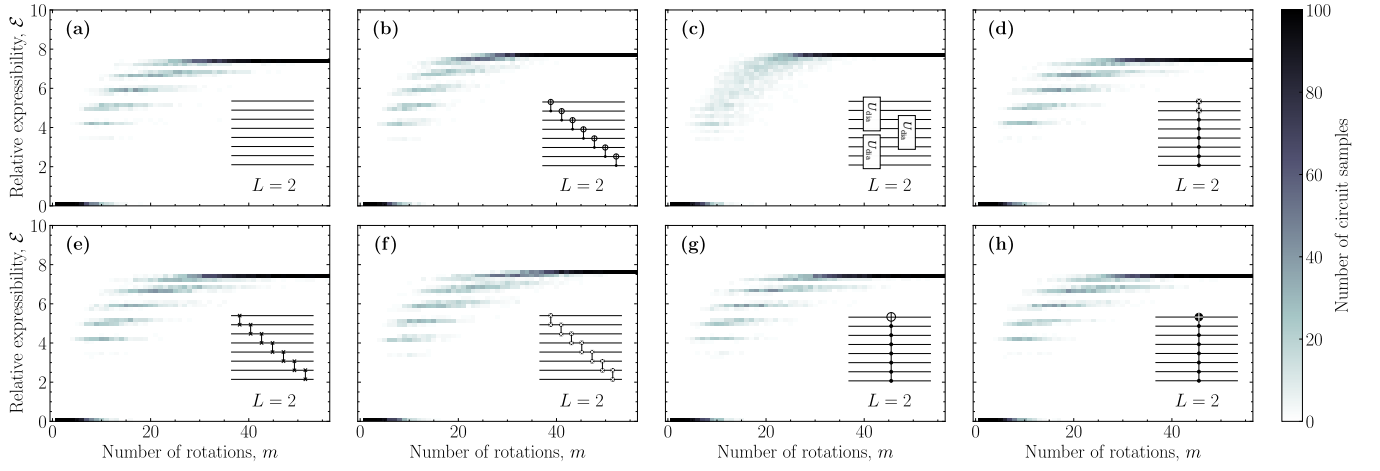 (a)
10
8
6
4
2
0
Relative expressibility, ℰ
L = 2
(b)
L = 2
(c)
U_dia
U_dia
U_dia
L = 2
(d)
L = 2
100
80
60
40
20
0
Number of circuit samples
(e)
10
8
6
4
2
0
Relative expressibility, ℰ
L = 2
0 20 40
Number of rotations, m
(f)
L = 2
0 20 40
Number of rotations, m
(g)
L = 2
0 20 40
Number of rotations, m
(h)
L = 2
0 20 40
Number of rotations, m